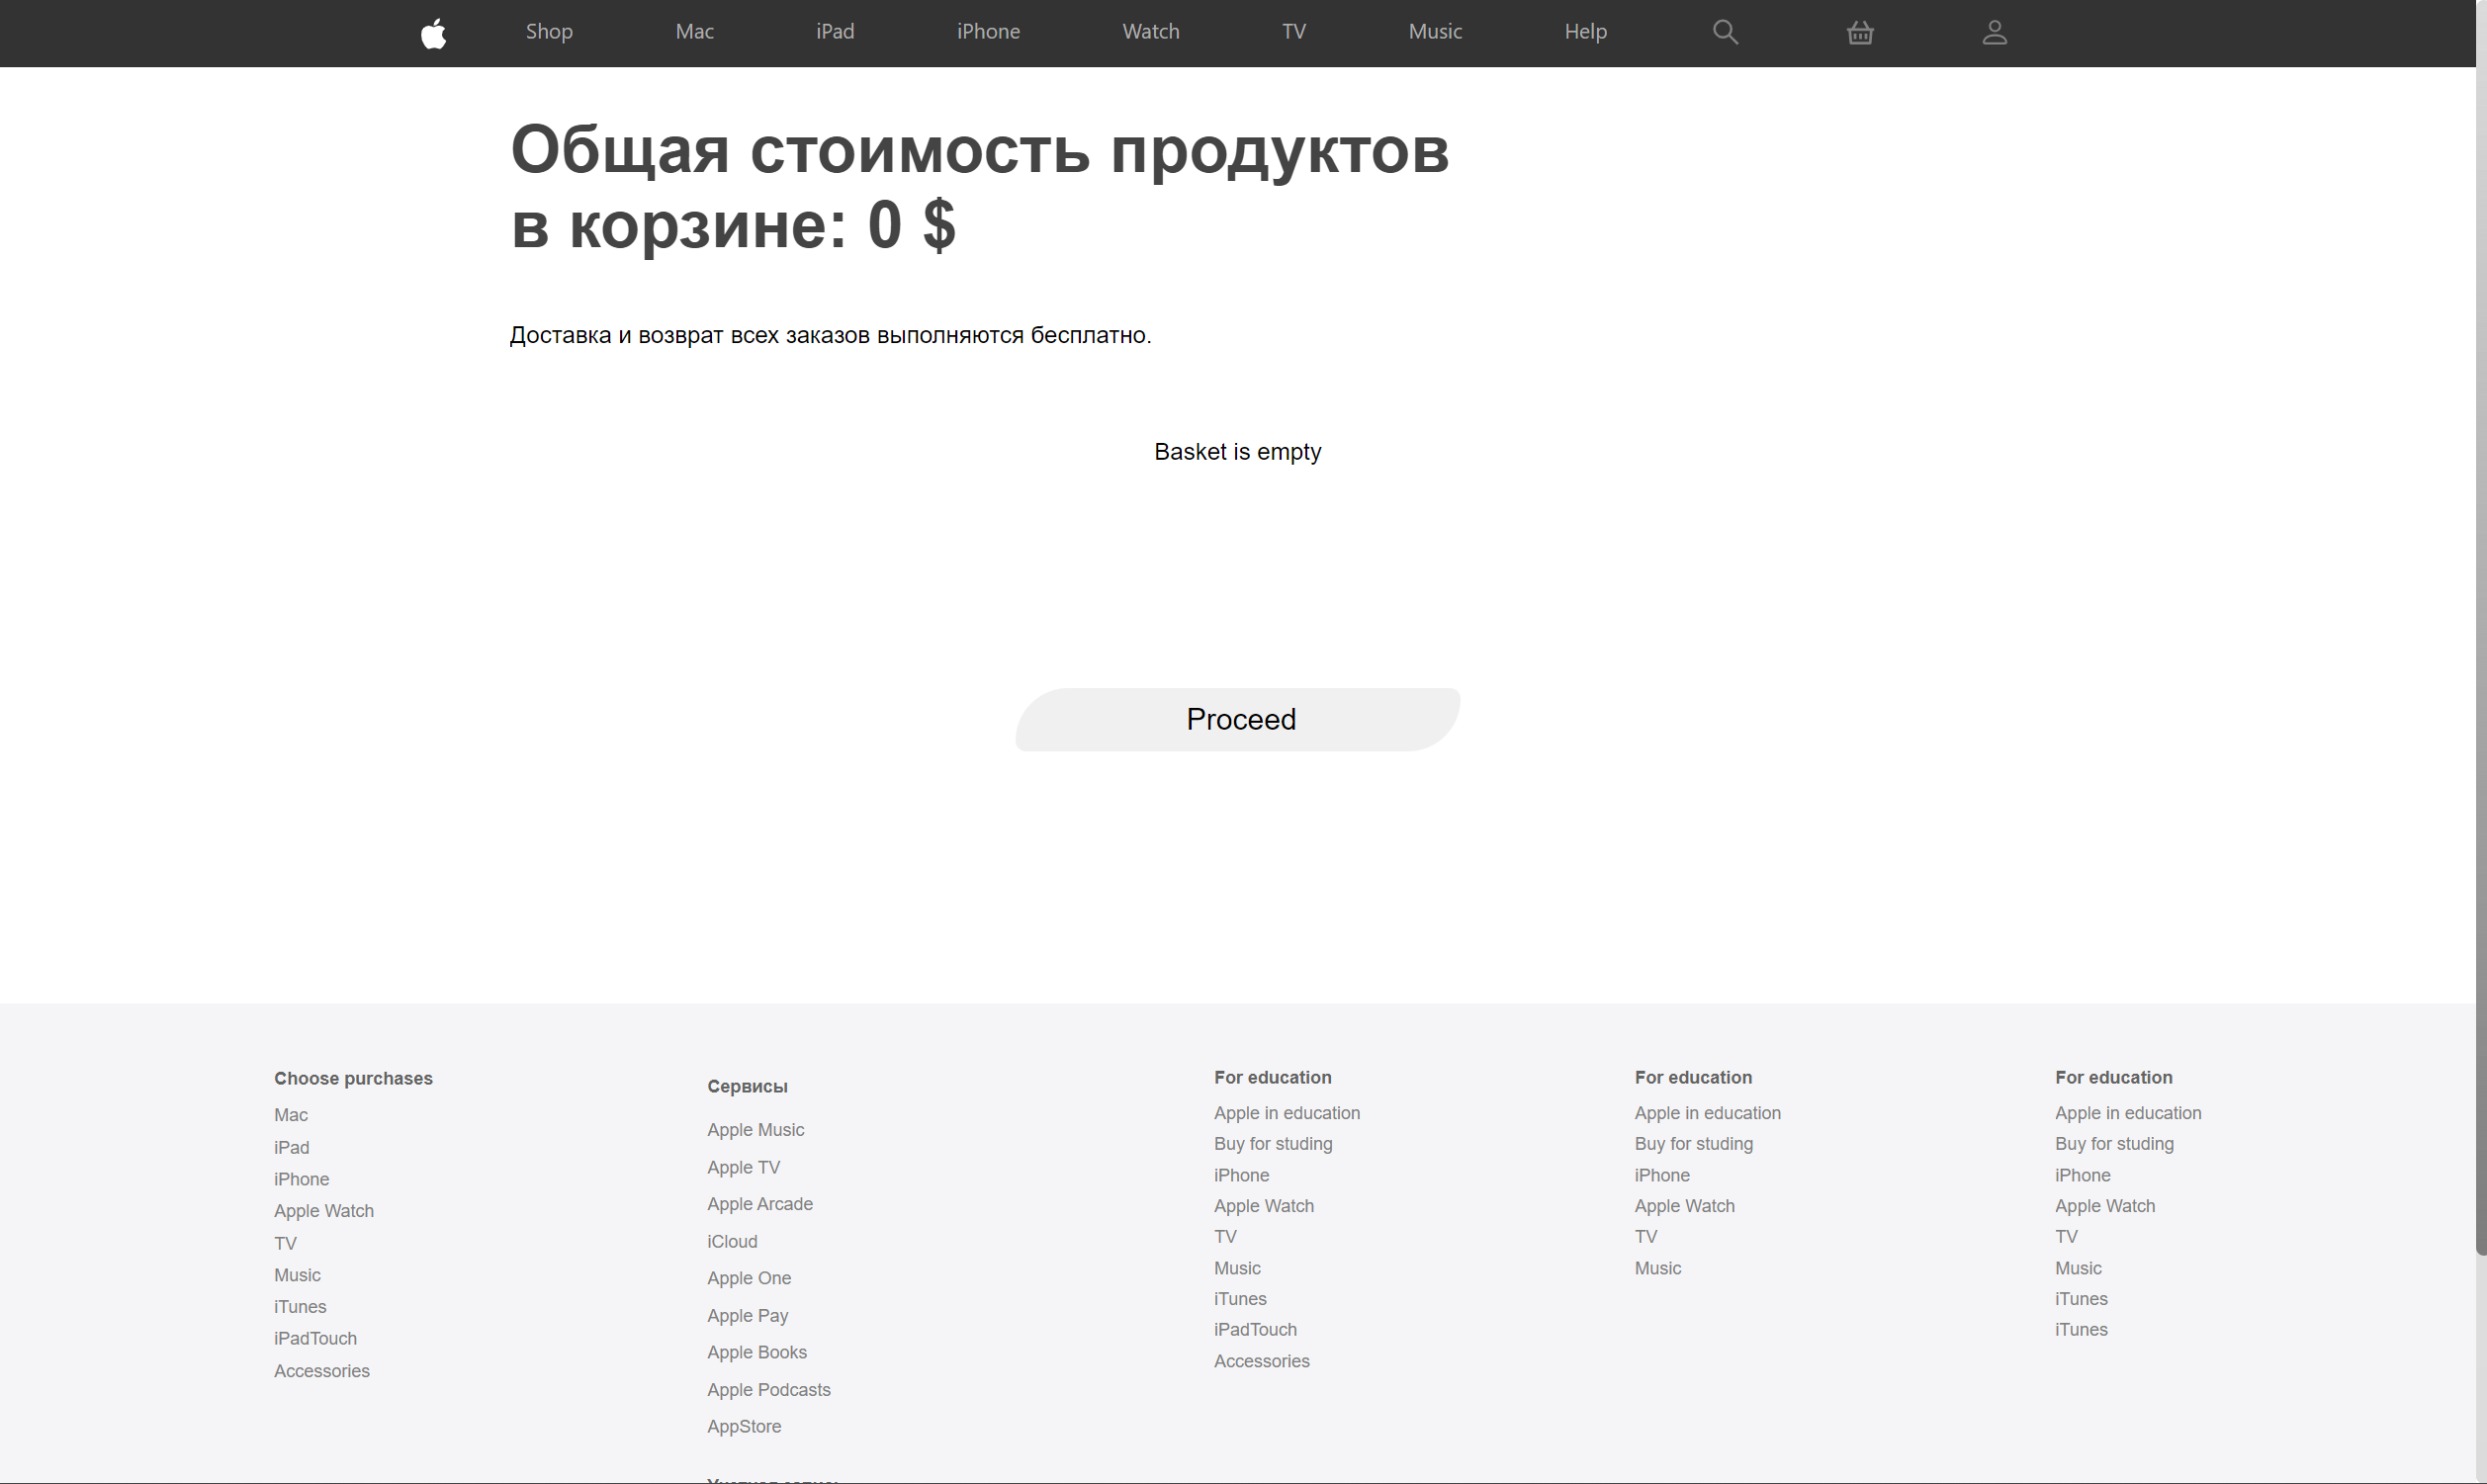 Shop Mac iPad iPhone Watch TV Music Help
Общая стоимость продуктов
в корзине: 0 $
Доставка и возврат всех заказов выполняются бесплатно.
Basket is empty
Proceed
Choose purchases
Mac
iPad
iPhone
Apple Watch
TV
Music
iTunes
iPadTouch
Accessories
Сервисы
Apple Music
Apple TV
Apple Arcade
iCloud
Apple One
Apple Pay
Apple Books
Apple Podcasts
AppStore
For education
Apple in education
Buy for studing
iPhone
Apple Watch
TV
Music
iTunes
iPadTouch
Accessories
For education
Apple in education
Buy for studing
iPhone
Apple Watch
TV
Music
For education
Apple in education
Buy for studing
iPhone
Apple Watch
TV
Music
iTunes
iTunes